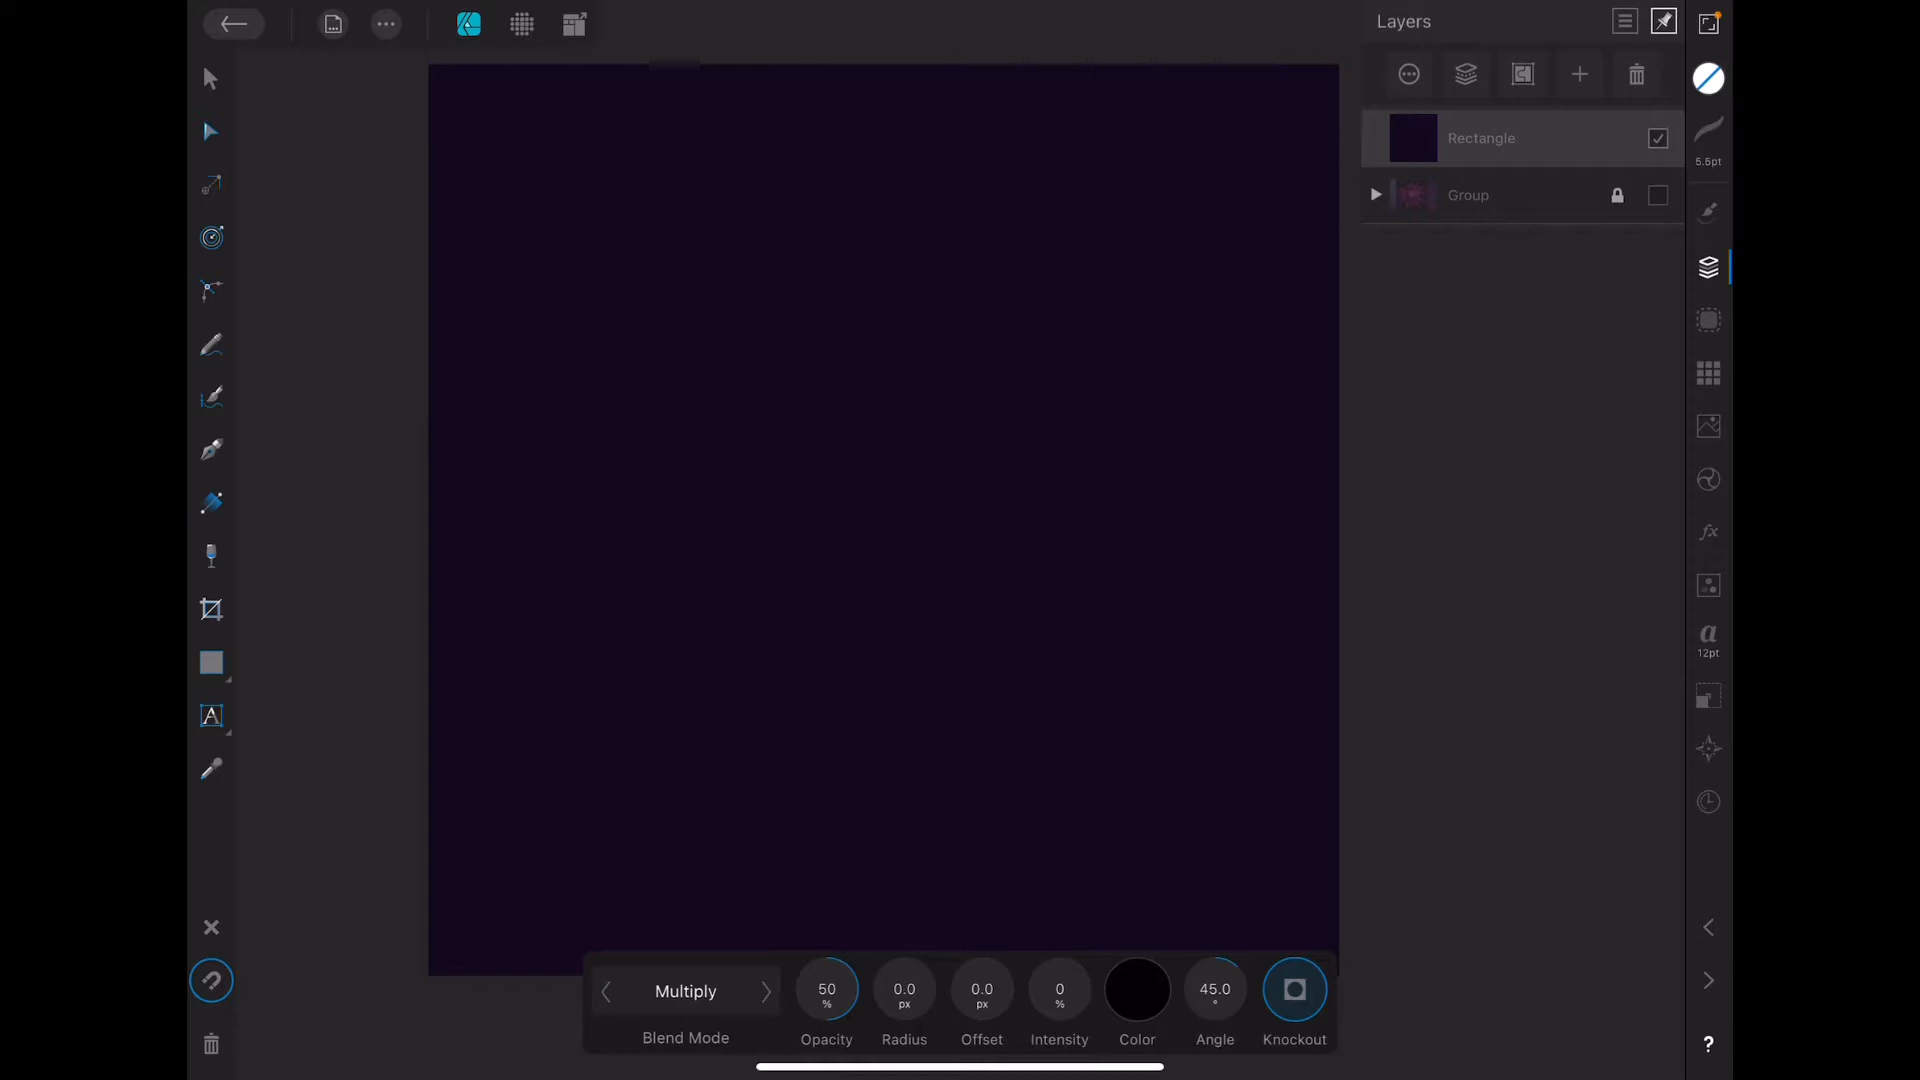 Layers
Rectangle
5.5pt
Group
a
12pt
fx
A
Multiply
50
%
0.0
px
0.0
px
0
%
45.0
°
Blend Mode
Opacity
Radius
Offset
Intensity
Color
Angle
Knockout
?